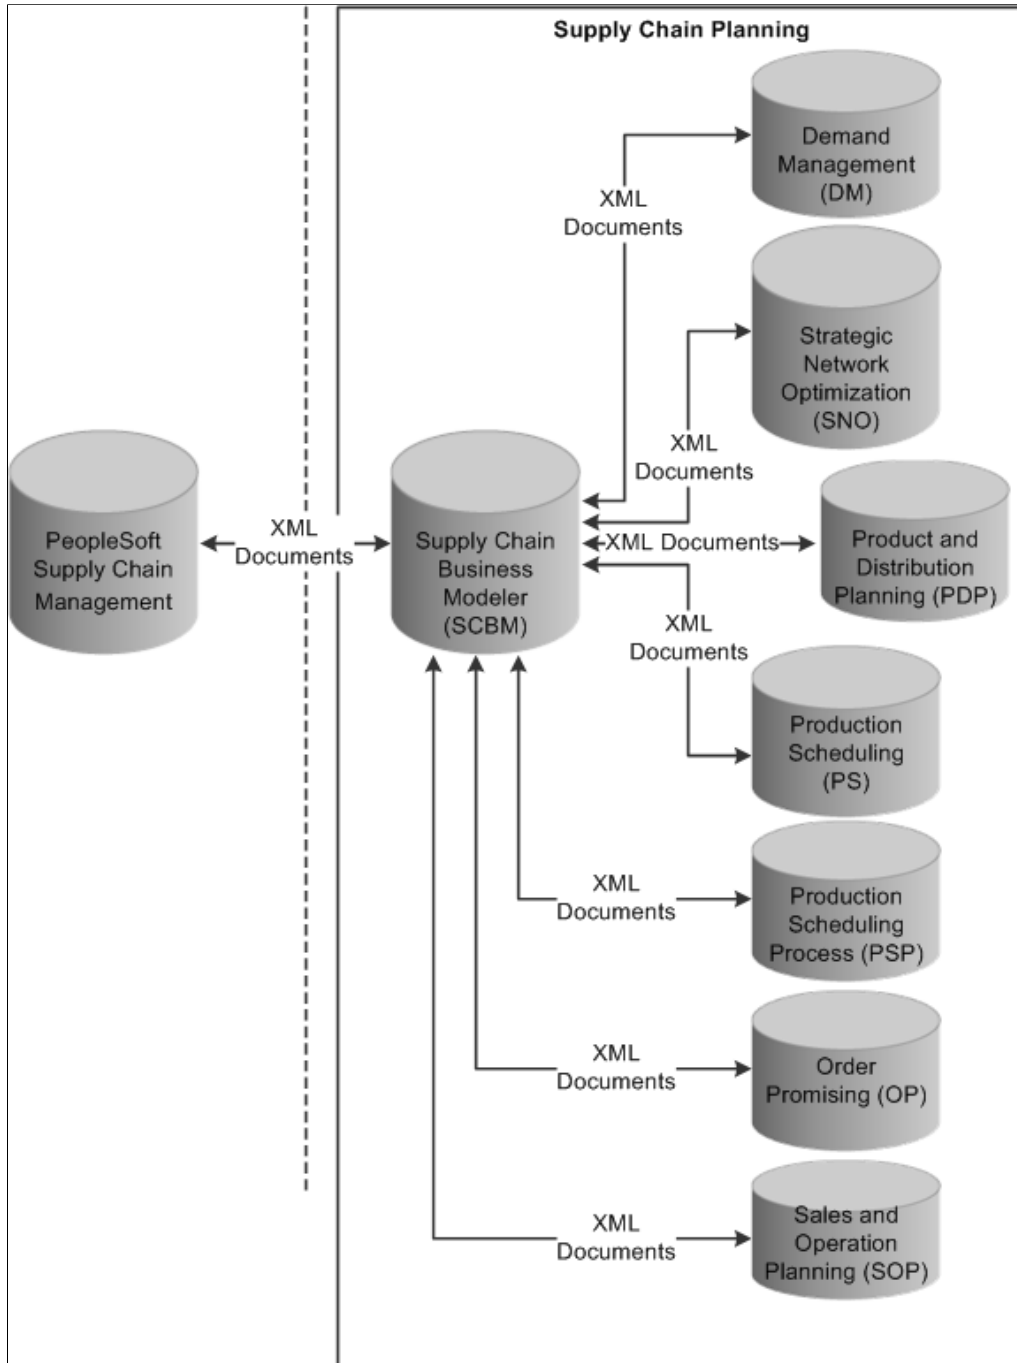 Supply Chain Planning
Demand
Management
(DM)
XML
Documents
Strategic
Network
Optimization
(SNO)
XML
Documents
PeopleSoft
Supply Chain
Management
XML
Documents
Supply Chain
Business
Modeler
(SCBM)
XML Documents
Product and
Distribution
Planning (PDP)
XML
Documents
Production
Scheduling
(PS)
XML
Documents
Production
Scheduling
Process (PSP)
XML
Documents
Order
Promising (OP)
XML
Documents
Sales and
Operation
Planning (SOP)